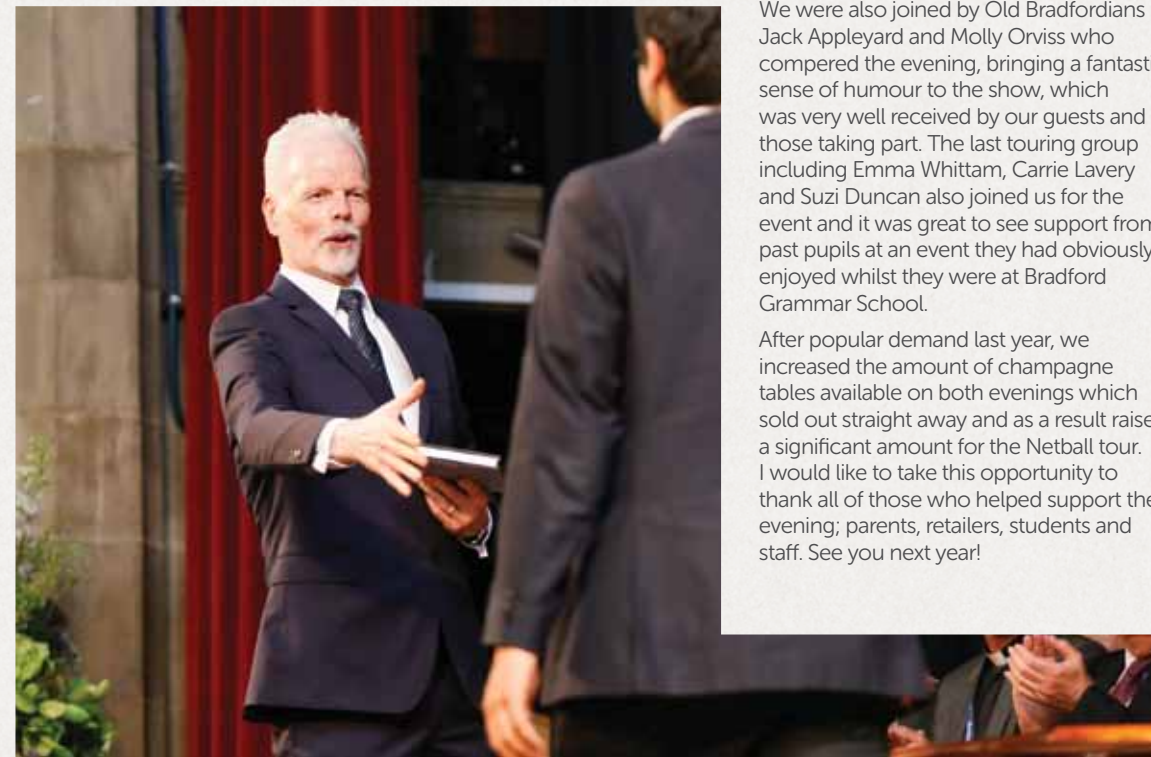 We were also joined by Old Bradfordians
Jack Appleyard and Molly Orviss who
compered the evening, bringing a fantasti
sense of humour to the show, which
was very well received by our guests and
those taking part. The last touring group
including Emma Whittam, Carrie Lavery
and Suzi Duncan also joined us for the
event and it was great to see support from
past pupils at an event they had obviously
enjoyed whilst they were at Bradford
Grammar School.
After popular demand last year, we
increased the amount of champagne
tables available on both evenings which
sold out straight away and as a result raise
a significant amount for the Netball tour.
I would like to take this opportunity to
thank all of those who helped support the
evening; parents, retailers, students and
staff. See you next year!